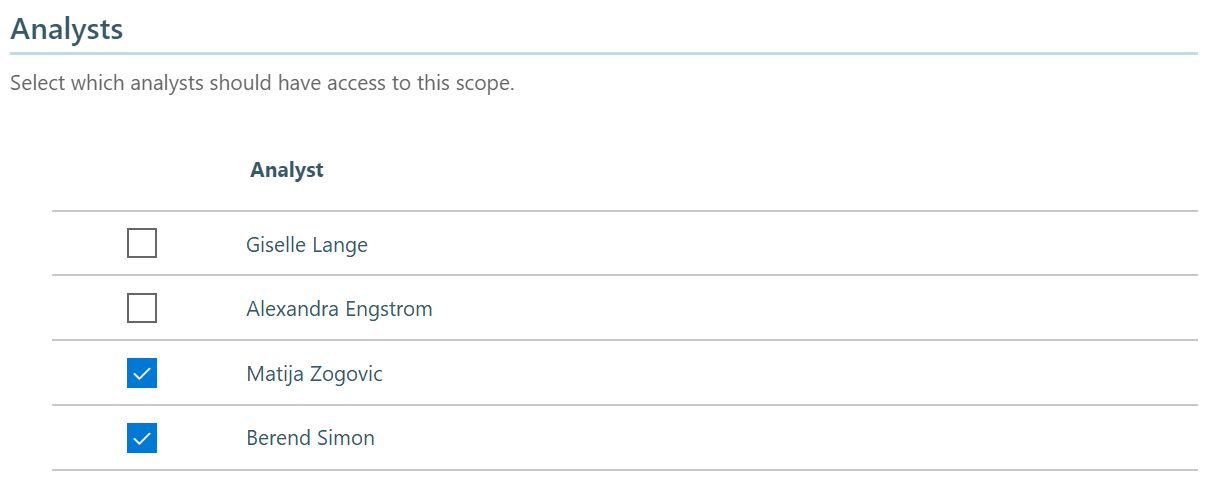 Analysts
Select which analysts should have access to this scope.
Analyst
Giselle Lange
Alexandra Engstrom
Matija Zogovic
Berend Simon